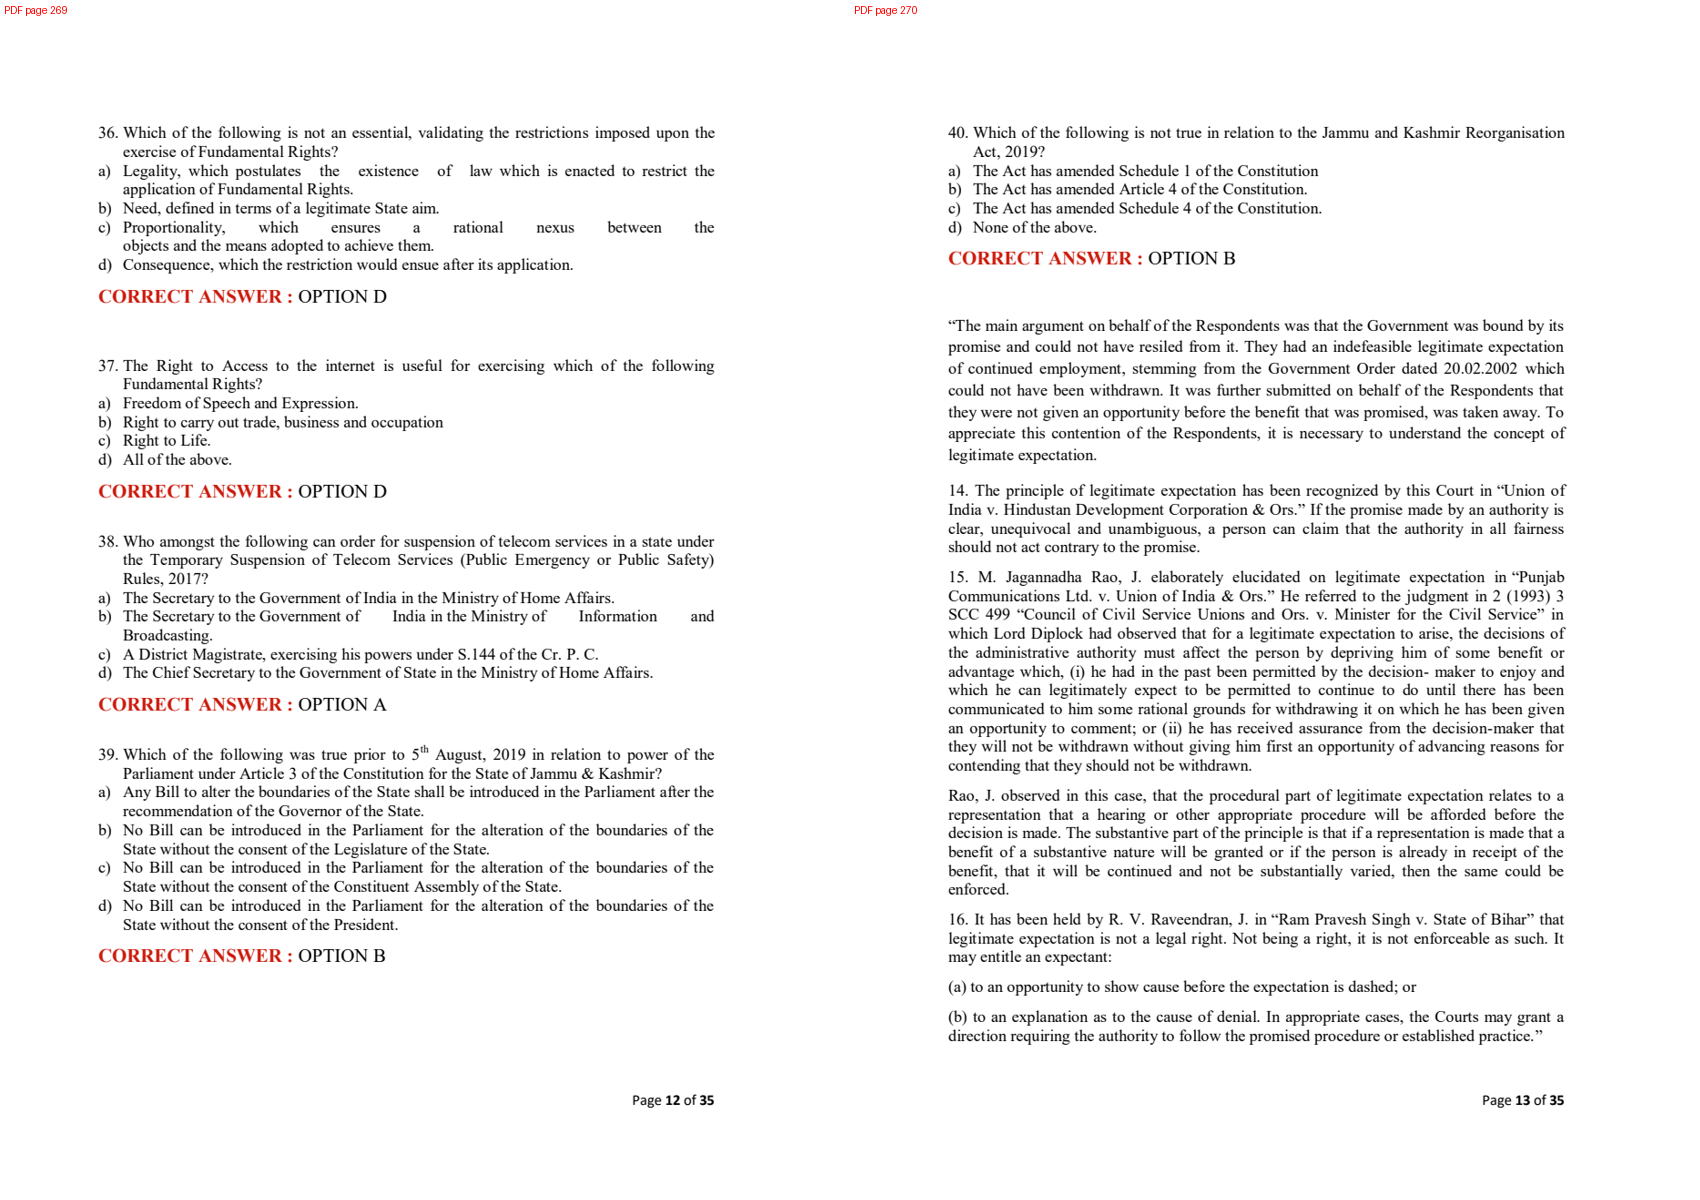 PDF page 269
36. Which of the following is not an essential, validating the restrictions imposed upon the
exercise of Fundamental Rights?
a) Legality, which postulates the existence of law which is enacted to restrict the
application of Fundamental Rights.
b) Need, defined in terms of a legitimate State aim.
c) Proportionality, which ensures a rational nexus between the
objects and the means adopted to achieve them.
d) Consequence, which the restriction would ensue after its application.
CORRECT ANSWER : OPTION D
37. The Right to Access to the internet is useful for exercising which of the following
Fundamental Rights?
a) Freedom of Speech and Expression.
b) Right to carry out trade, business and occupation
c) Right to Life.
d) All of the above.
CORRECT ANSWER : OPTION D
38. Who amongst the following can order for suspension of telecom services in a state under
the Temporary Suspension of Telecom Services (Public Emergency or Public Safety)
Rules, 2017?
a) The Secretary to the Government of India in the Ministry of Home Affairs.
b) The Secretary to the Government of India in the Ministry of Information and
Broadcasting.
c) A District Magistrate, exercising his powers under S.144 of the Cr. P. C.
d) The Chief Secretary to the Government of State in the Ministry of Home Affairs.
CORRECT ANSWER : OPTION A
39. Which of the following was true prior to 5th August, 2019 in relation to power of the
Parliament under Article 3 of the Constitution for the State of Jammu & Kashmir?
a) Any Bill to alter the boundaries of the State shall be introduced in the Parliament after the
recommendation of the Governor of the State.
b) No Bill can be introduced in the Parliament for the alteration of the boundaries of the
State without the consent of the Legislature of the State.
c) No Bill can be introduced in the Parliament for the alteration of the boundaries of the
State without the consent of the Constituent Assembly of the State.
d) No Bill can be introduced in the Parliament for the alteration of the boundaries of the
State without the consent of the President.
CORRECT ANSWER : OPTION B
Page 12 of 35
PDF page 270
40. Which of the following is not true in relation to the Jammu and Kashmir Reorganisation
Act, 2019?
a) The Act has amended Schedule 1 of the Constitution
b) The Act has amended Article 4 of the Constitution.
c) The Act has amended Schedule 4 of the Constitution.
d) None of the above.
CORRECT ANSWER : OPTION B
“The main argument on behalf of the Respondents was that the Government was bound by its
promise and could not have resiled from it. They had an indefeasible legitimate expectation
of continued employment, stemming from the Government Order dated 20.02.2002 which
could not have been withdrawn. It was further submitted on behalf of the Respondents that
they were not given an opportunity before the benefit that was promised, was taken away. To
appreciate this contention of the Respondents, it is necessary to understand the concept of
legitimate expectation.
14. The principle of legitimate expectation has been recognized by this Court in “Union of
India v. Hindustan Development Corporation & Ors.” If the promise made by an authority is
clear, unequivocal and unambiguous, a person can claim that the authority in all fairness
should not act contrary to the promise.
15. M. Jagannadha Rao, J. elaborately elucidated on legitimate expectation in “Punjab
Communications Ltd. v. Union of India & Ors.” He referred to the judgment in 2 (1993) 3
SCC 499 “Council of Civil Service Unions and Ors. v. Minister for the Civil Service” in
which Lord Diplock had observed that for a legitimate expectation to arise, the decisions of
the administrative authority must affect the person by depriving him of some benefit or
advantage which, (i) he had in the past been permitted by the decision- maker to enjoy and
which he can legitimately expect to be permitted to continue to do until there has been
communicated to him some rational grounds for withdrawing it on which he has been given
an opportunity to comment; or (ii) he has received assurance from the decision-maker that
they will not be withdrawn without giving him first an opportunity of advancing reasons for
contending that they should not be withdrawn.
Rao, J. observed in this case, that the procedural part of legitimate expectation relates to a
representation that a hearing or other appropriate procedure will be afforded before the
decision is made. The substantive part of the principle is that if a representation is made that a
benefit of a substantive nature will be granted or if the person is already in receipt of the
benefit, that it will be continued and not be substantially varied, then the same could be
enforced.
16. It has been held by R. V. Raveendran, J. in “Ram Pravesh Singh v. State of Bihar” that
legitimate expectation is not a legal right. Not being a right, it is not enforceable as such. It
may entitle an expectant:
(a) to an opportunity to show cause before the expectation is dashed; or
(b) to an explanation as to the cause of denial. In appropriate cases, the Courts may grant a
direction requiring the authority to follow the promised procedure or established practice.”
Page 13 of 35